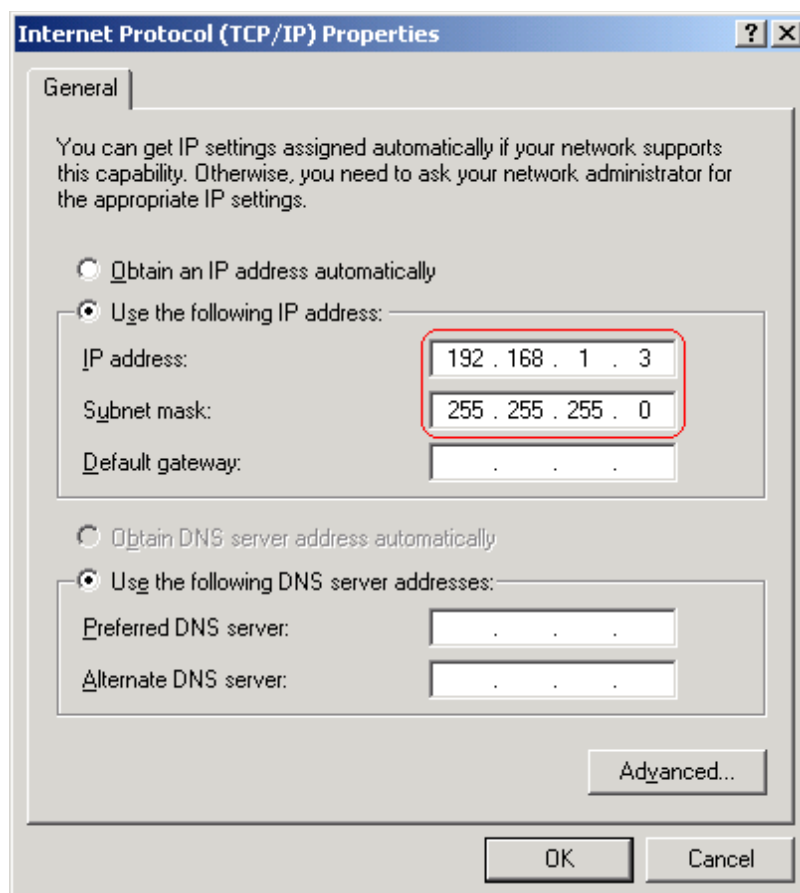 Internet Protocol (TCP/IP) Properties
General
You can get IP settings assigned automatically if your network supports
this capability. Otherwise, you need to ask your network administrator for
the appropriate IP settings.
Obtain an IP address automatically
Use the following IP address:
IP address: 192 . 168 . 1 . 3
Subnet mask: 255 . 255 . 255 . 0
Default gateway: . . .
Obtain DNS server address automatically
Use the following DNS server addresses:
Preferred DNS server: . . .
Alternate DNS server: . . .
Advanced...
OK Cancel